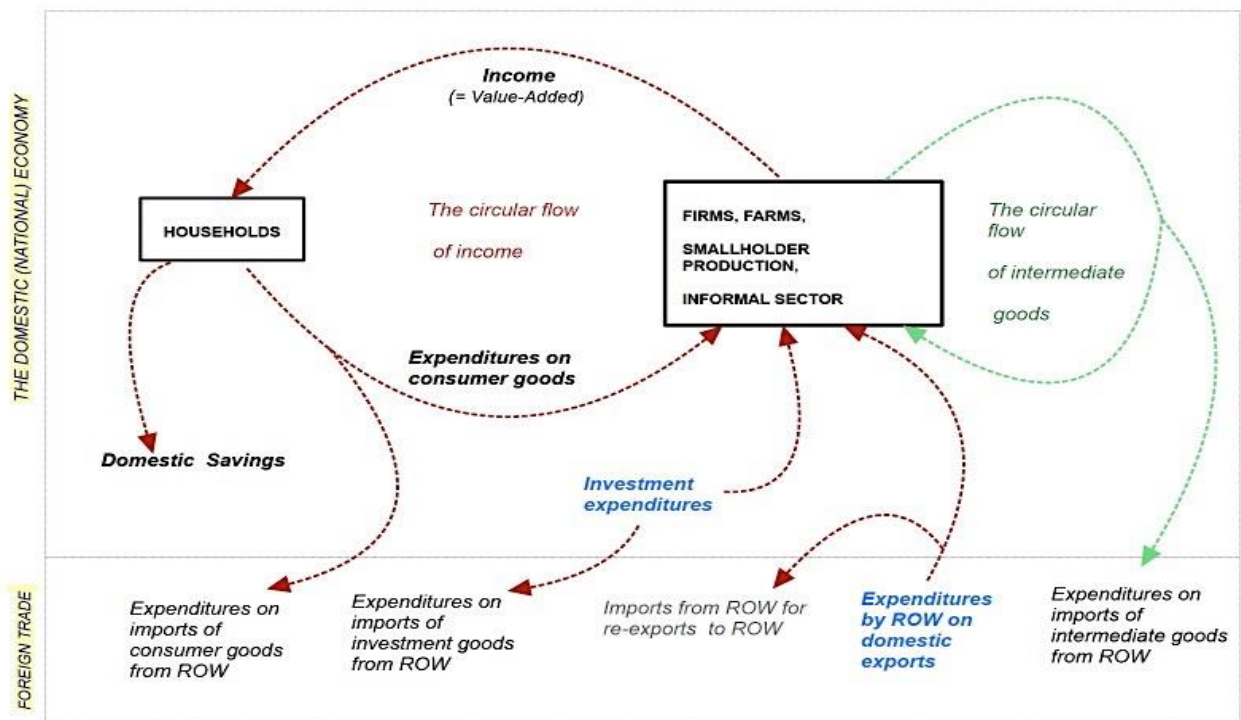 THE DOMESTIC (NATIONAL) ECONOMY
Income
(= Value-Added)
HOUSEHOLDS
The circular flow
of income
FIRMS, FARMS,
SMALLHOLDER
PRODUCTION,
INFORMAL SECTOR
The circular
flow
of intermediate
goods
Expenditures on
consumer goods
Domestic Savings
Investment
expenditures
FOREIGN TRADE
Expenditures on
imports of
consumer goods
from ROW
Expenditures on
imports of
investment goods
from ROW
Imports from ROW for
re-exports to ROW
Expenditures
by ROW on
domestic
exports
Expenditures on
imports of
intermediate goods
from ROW